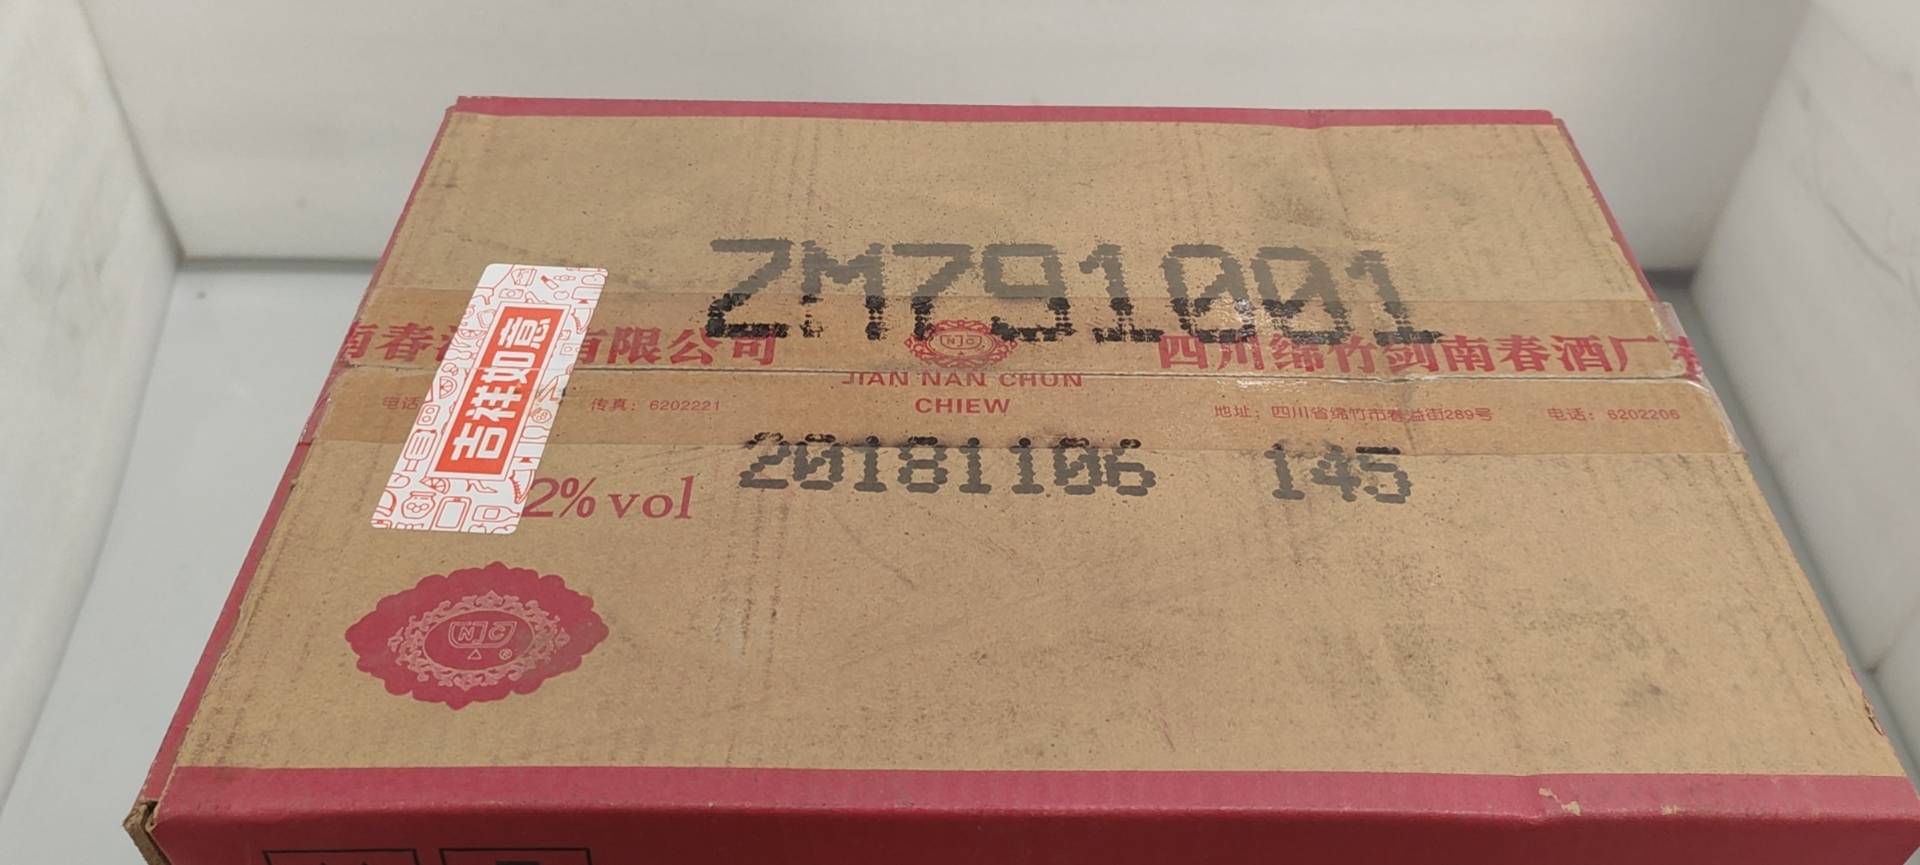 ZM791001
南春
有限公司
四川绵竹剑南春酒厂
NJC
JIAN NAN CHUN
CHIEW
电话
传真：6202221
地址：四川省绵竹市春溢街289号
电话：6202206
吉祥如意
20181106 145
2% vol
NJC
®